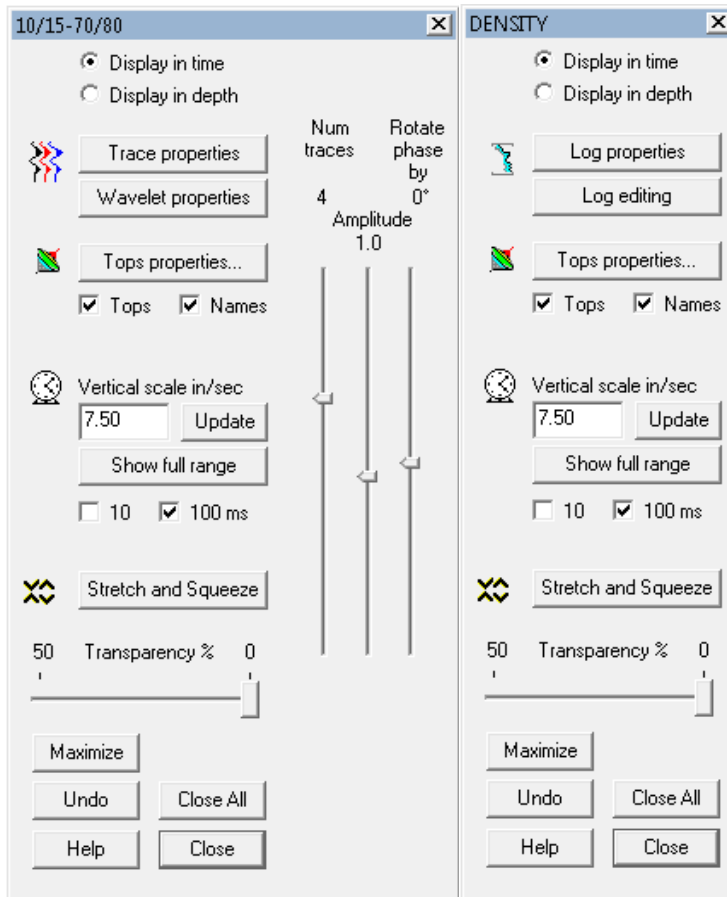 10/15-70/80
Display in time
Display in depth
Num traces
Rotate phase by
4
0°
Amplitude
1.0
Trace properties
Wavelet properties
Tops properties...
Tops
Names
Vertical scale in/sec
7.50
Update
Show full range
10
100 ms
Stretch and Squeeze
50 Transparency % 0
Maximize
Undo
Close All
Help
Close
DENSITY
Display in time
Display in depth
Log properties
Log editing
Tops properties...
Tops
Names
Vertical scale in/sec
7.50
Update
Show full range
10
100 ms
Stretch and Squeeze
50 Transparency % 0
Maximize
Undo
Close All
Help
Close